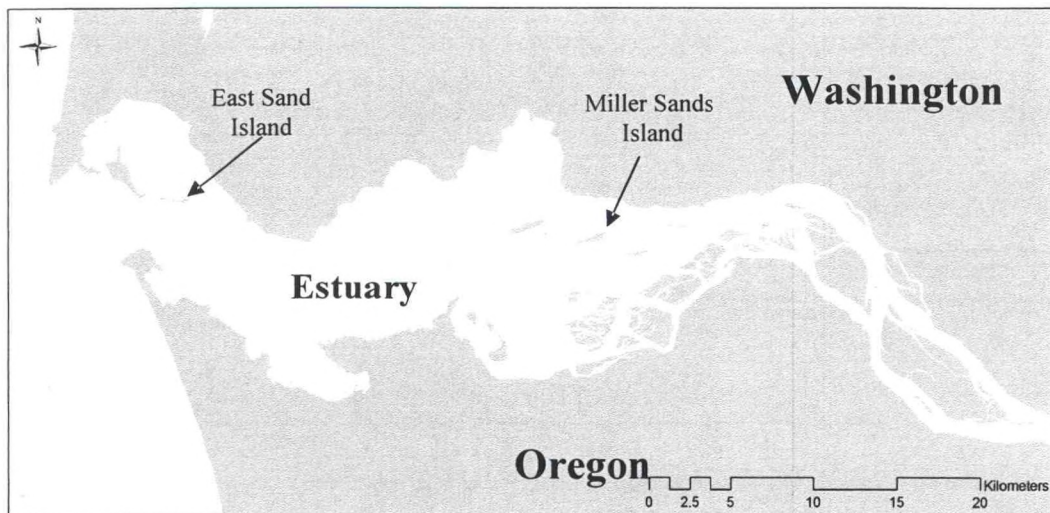 N
East Sand
Island
Miller Sands
Island
Washington
Estuary
Oregon
Kilometers
0 2.5 5 10 15 20